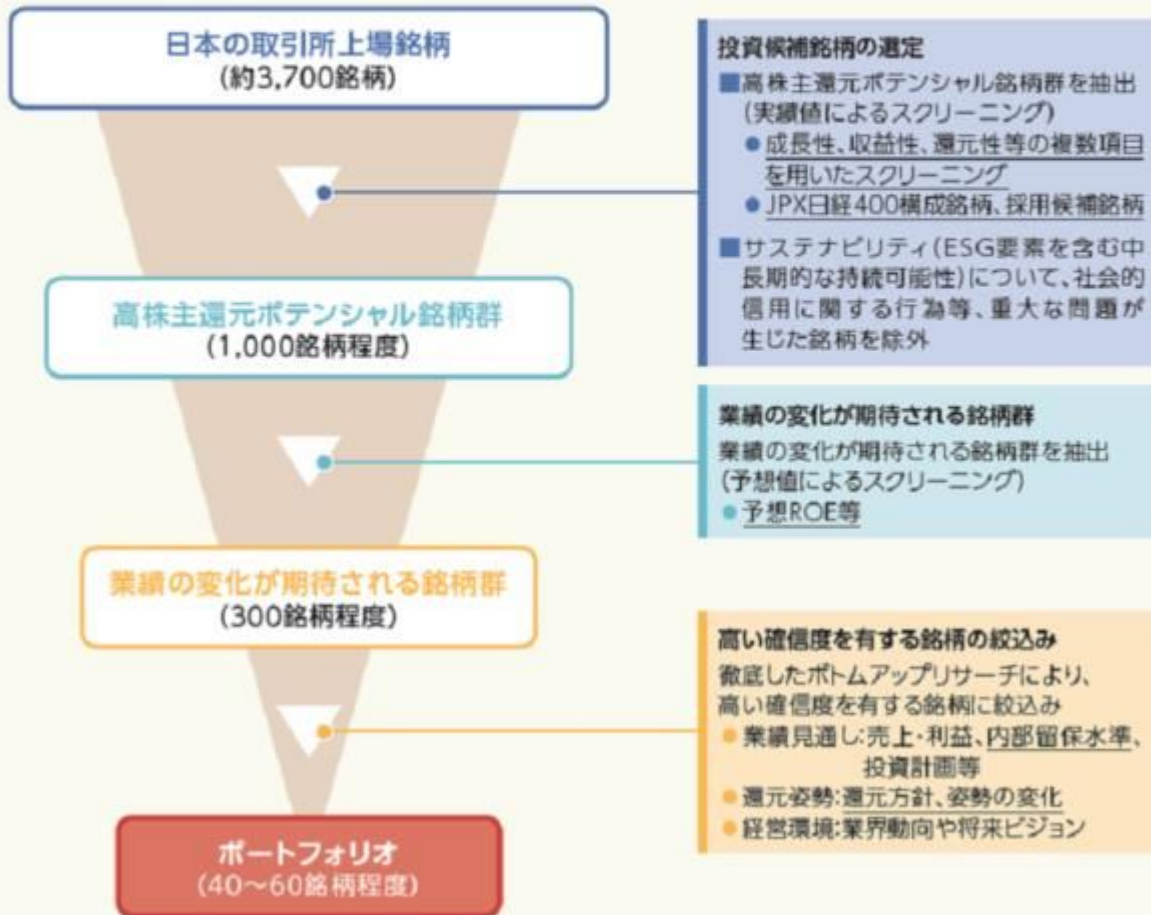 日本の取引所上場銘柄
(約3,700銘柄)
投資候補銘柄の選定
■高株主還元ポテンシャル銘柄群を抽出
(実績値によるスクリーニング)
●成長性、収益性、還元性等の複数項目
を用いたスクリーニング
●JPX日経400構成銘柄、採用候補銘柄
■サステナビリティ(ESG要素を含む中
長期的な持続可能性)について、社会的
信用に関する行為等、重大な問題が
生じた銘柄を除外
高株主還元ポテンシャル銘柄群
(1,000銘柄程度)
業績の変化が期待される銘柄群
業績の変化が期待される銘柄群を抽出
(予想値によるスクリーニング)
●予想ROE等
業績の変化が期待される銘柄群
(300銘柄程度)
高い確信度を有する銘柄の絞込み
徹底したボトムアップリサーチにより、
高い確信度を有する銘柄に絞込み
●業績見通し:売上・利益、内部留保水準、
投資計画等
●還元姿勢:還元方針、姿勢の変化
●経営環境:業界動向や将来ビジョン
ポートフォリオ
(40〜60銘柄程度)